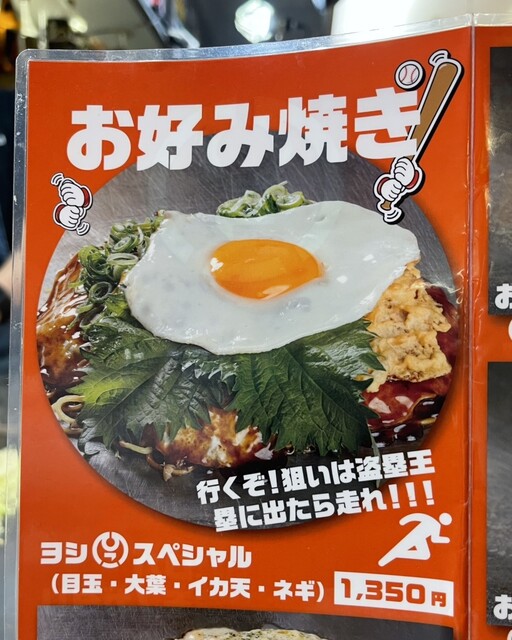 お好み焼き
行くぞ!狙いは盗塁王
塁に出たら走れ!!!
ヨシ スペシャル
(目玉・大葉・イカ天・ネギ) 1,350円
お
お